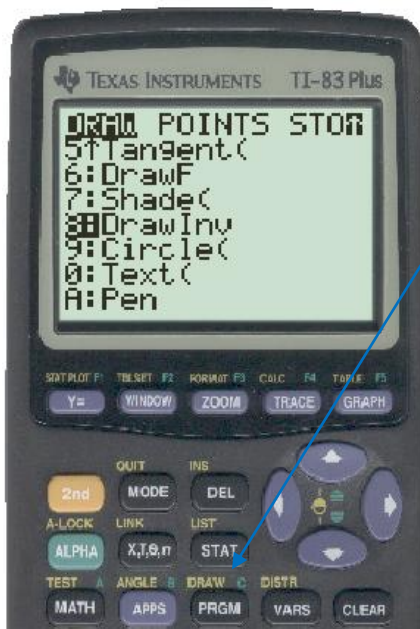 TEXAS INSTRUMENTS TI-83 Plus
DRAW POINTS STO
5↑Tangent(
6:DrawF
7:Shade(
8:DrawInv
9:Circle(
0:Text(
A:Pen
STAT PLOT F1 TBLSET F2 FORMAT F3 CALC F4 TABLE F5
Y= WINDOW ZOOM TRACE GRAPH
QUIT INS
2nd MODE DEL
A-LOCK LINK LIST
ALPHA X,T,θ,n STAT
TEST A ANGLE B DRAW C DISTR
MATH APPS PRGM VARS CLEAR